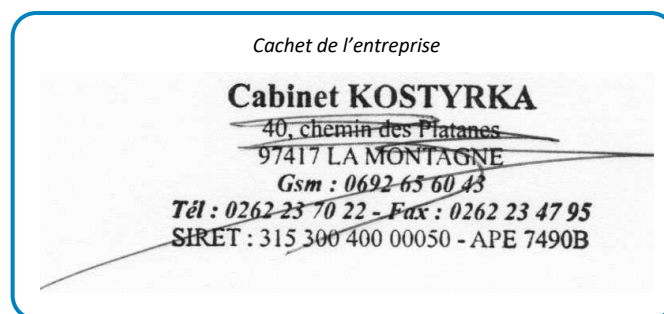 Cachet de l’entreprise
Cabinet KOSTYRKA
40, chemin des Platanes
97417 LA MONTAGNE
Gsm : 0692 65 60 43
Tél : 0262 23 70 22 - Fax : 0262 23 47 95
SIRET : 315 300 400 00050 - APE 7490B